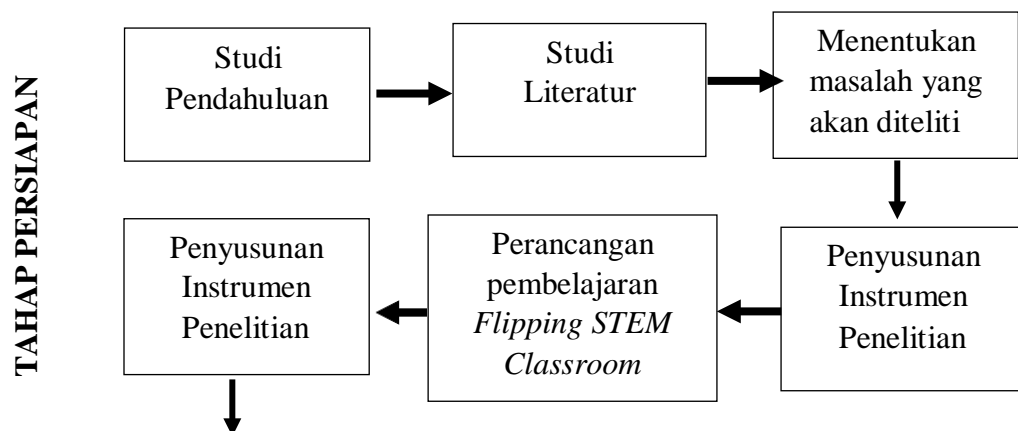 TAHAP PERSIAPAN
Studi
Pendahuluan
Studi
Literatur
Menentukan
masalah yang
akan diteliti
Penyusunan
Instrumen
Penelitian
Perancangan
pembelajaran
Flipping STEM
Classroom
Penyusunan
Instrumen
Penelitian